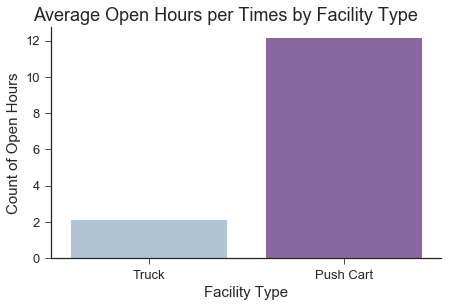 Average Open Hours per Times by Facility Type
Count of Open Hours
12
10
8
6
4
2
0
Truck
Push Cart
Facility Type